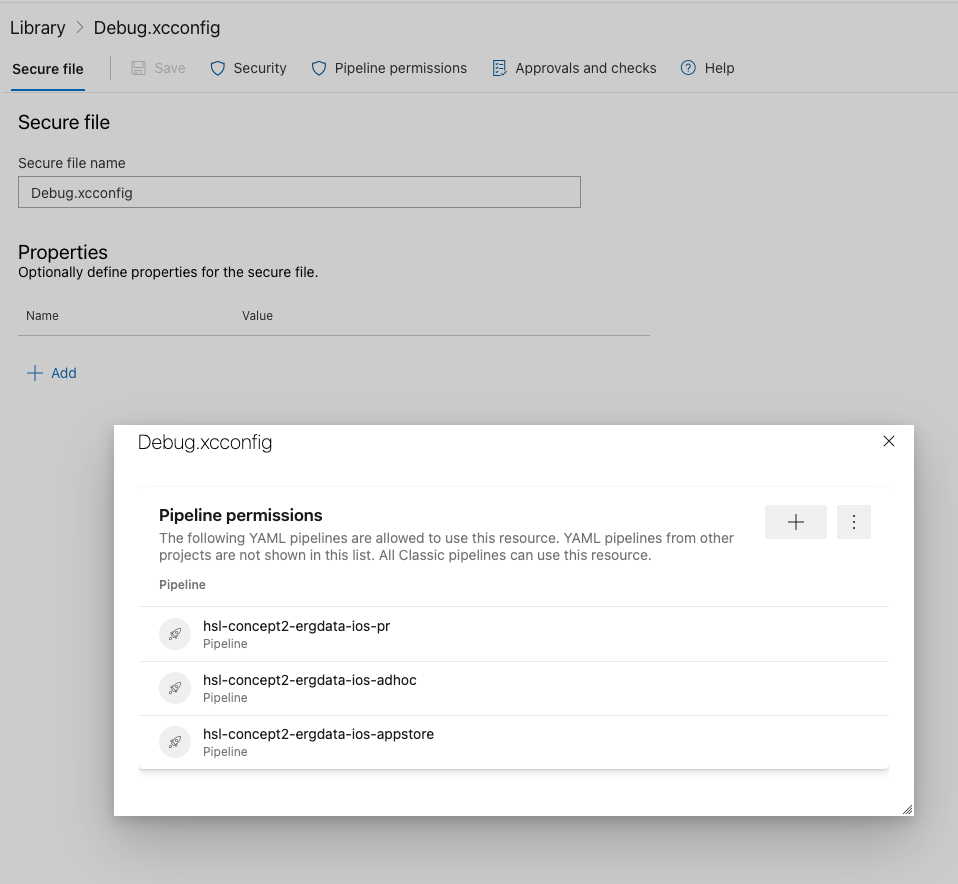 Library > Debug.xcconfig
Secure file Save Security Pipeline permissions Approvals and checks Help
Secure file
Secure file name
Debug.xcconfig
Properties
Optionally define properties for the secure file.
Name Value
+ Add
Debug.xcconfig
Pipeline permissions
The following YAML pipelines are allowed to use this resource. YAML pipelines from other
projects are not shown in this list. All Classic pipelines can use this resource.
Pipeline
hsl-concept2-ergdata-ios-pr
Pipeline
hsl-concept2-ergdata-ios-adhoc
Pipeline
hsl-concept2-ergdata-ios-appstore
Pipeline